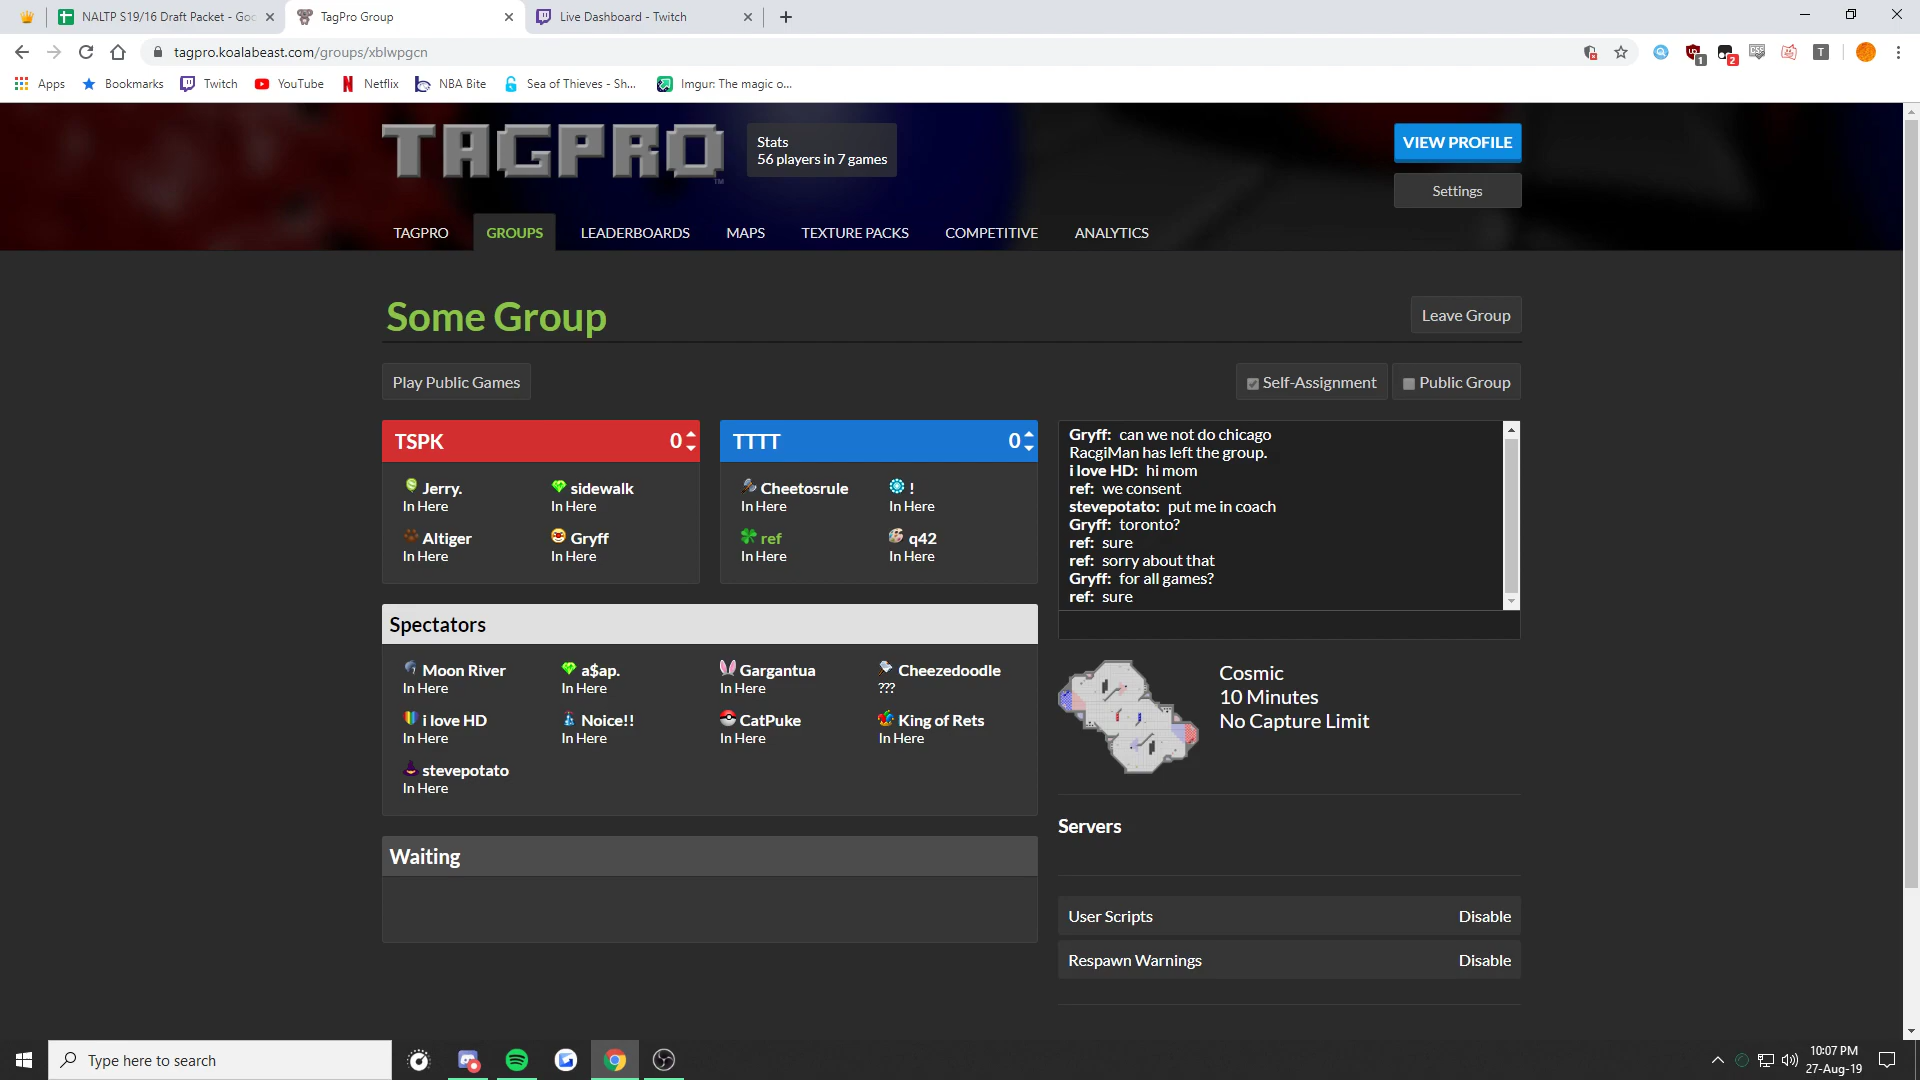 NALTP S19/16 Draft Packet - Goo
TagPro Group
Live Dashboard - Twitch
tagpro.koalabeast.com/groups/xblwpgcn
1
2
CSP
T
Apps
Bookmarks
Twitch
YouTube
Netflix
NBA Bite
Sea of Thieves - Sh...
Imgur: The magic o...
TAGPRO
TM
Stats
56 players in 7 games
VIEW PROFILE
Settings
TAGPRO
GROUPS
LEADERBOARDS
MAPS
TEXTURE PACKS
COMPETITIVE
ANALYTICS
Some Group
Leave Group
Play Public Games
Self-Assignment
Public Group
TSPK
0
Jerry.
In Here
sidewalk
In Here
Altiger
In Here
Gryff
In Here
TTTT
0
Cheetosrule
In Here
!
In Here
ref
In Here
q42
In Here
Spectators
Moon River
In Here
a$ap.
In Here
Gargantua
In Here
Cheezedoodle
???
i love HD
In Here
Noice!!
In Here
CatPuke
In Here
King of Rets
In Here
stevepotato
In Here
Waiting
Gryff: can we not do chicago
RacgiMan has left the group.
i love HD: hi mom
ref: we consent
stevepotato: put me in coach
Gryff: toronto?
ref: sure
ref: sorry about that
Gryff: for all games?
ref: sure
Cosmic
10 Minutes
No Capture Limit
Servers
User Scripts
Disable
Respawn Warnings
Disable
Type here to search
10:07 PM
27-Aug-19